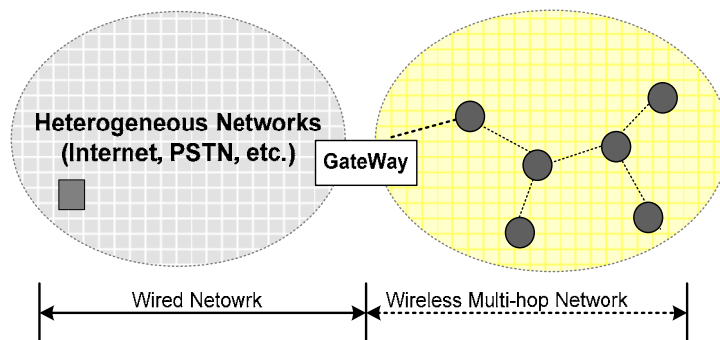 Heterogeneous Networks
(Internet, PSTN, etc.)
GateWay
Wired Netowrk
Wireless Multi-hop Network